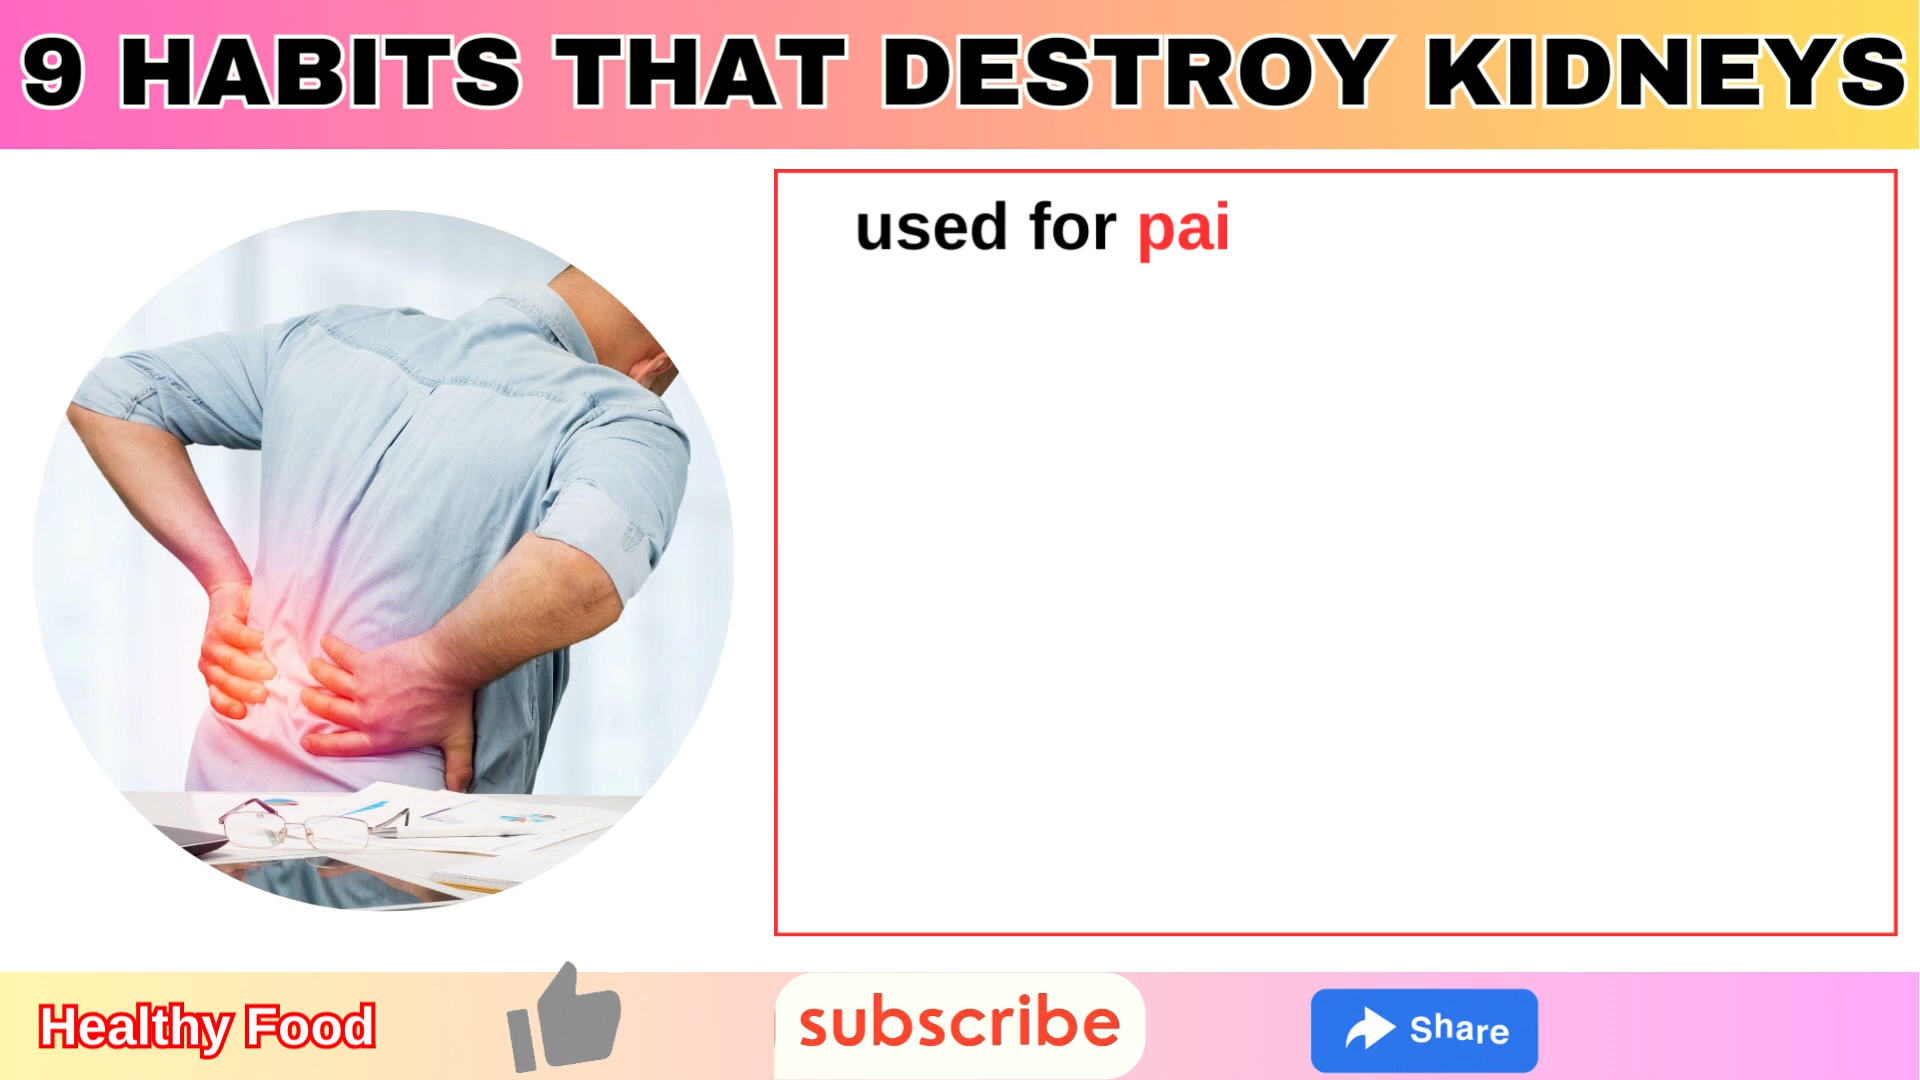 9 HABITS THAT DESTROY KIDNEYS
used for pai
Healthy Food
subscribe
Share